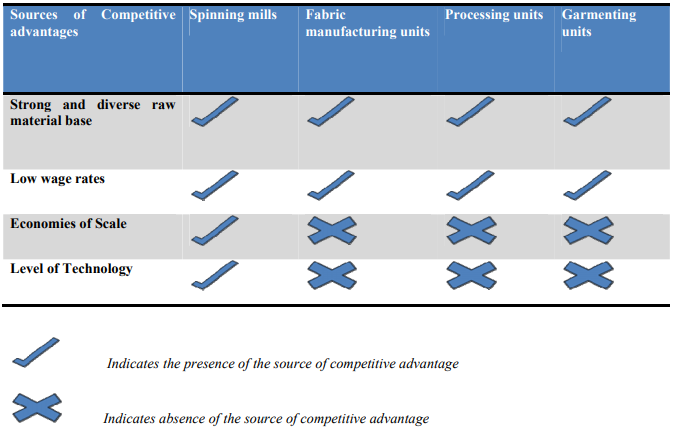 Sources of Competitive advantages Spinning mills Fabric manufacturing units Processing units Garmenting units
Strong and diverse raw material base
Low wage rates
Economies of Scale
Level of Technology
Indicates the presence of the source of competitive advantage
Indicates absence of the source of competitive advantage